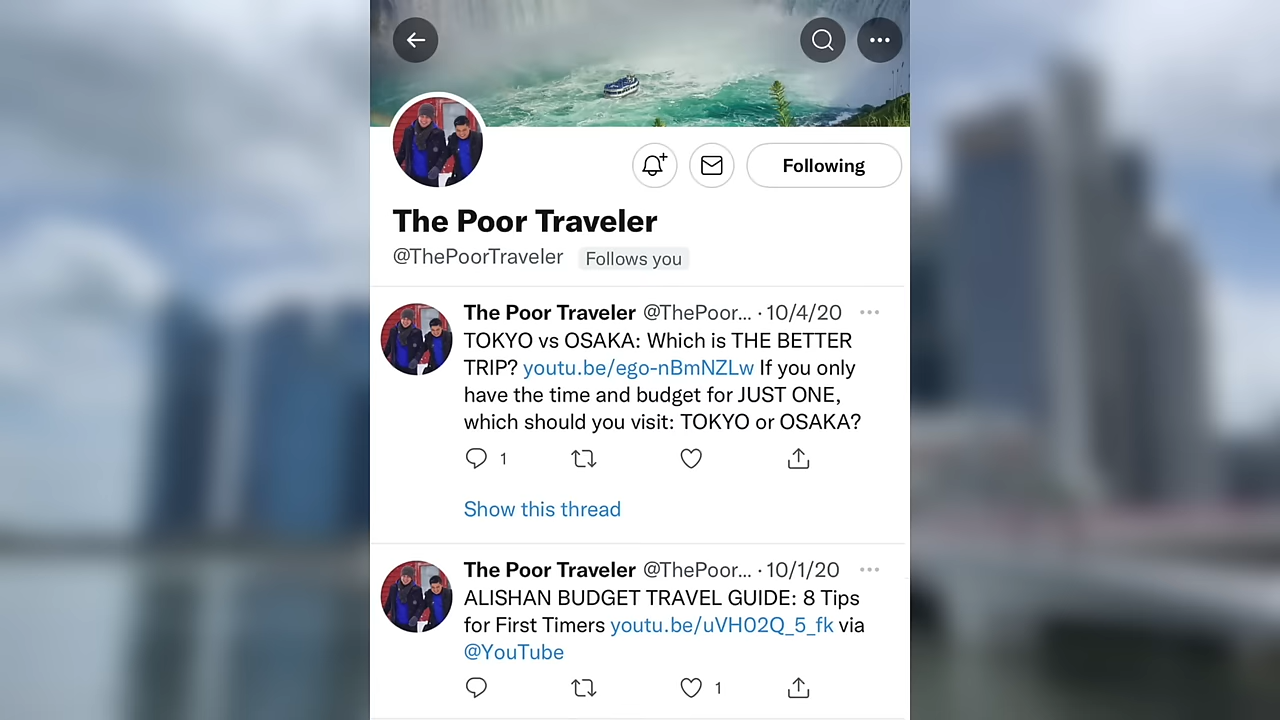 Following
The Poor Traveler
@ThePoorTraveler Follows you
The Poor Traveler @ThePoor... · 10/4/20
TOKYO vs OSAKA: Which is THE BETTER
TRIP? youtu.be/ego-nBmNZLw If you only
have the time and budget for JUST ONE,
which should you visit: TOKYO or OSAKA?
1
Show this thread
The Poor Traveler @ThePoor... · 10/1/20
ALISHAN BUDGET TRAVEL GUIDE: 8 Tips
for First Timers youtu.be/uVH02Q_5_fk via
@YouTube
1